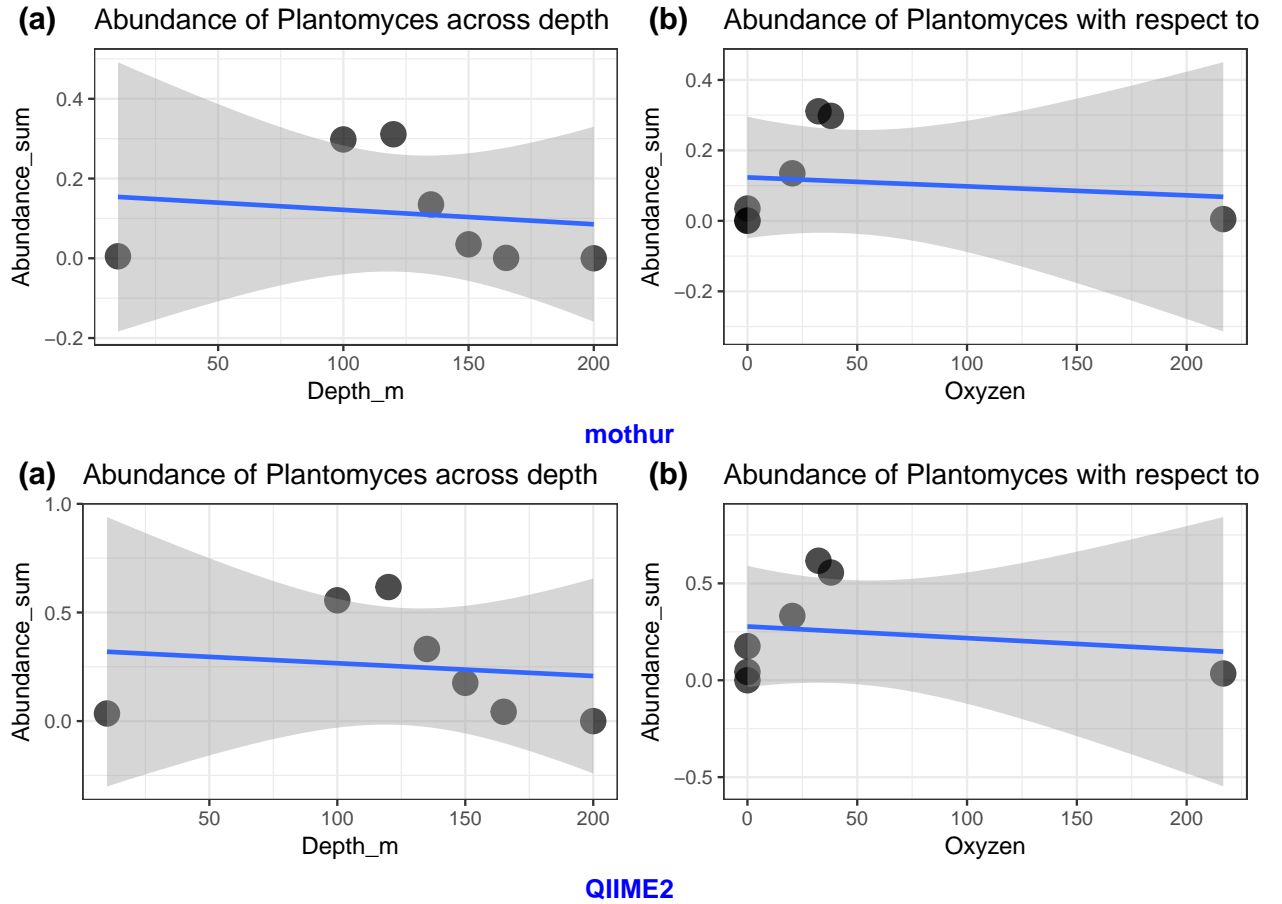 (a) Abundance of Plantomyces across depth
(b) Abundance of Plantomyces with respect to
Abundance_sum
0.4
0.2
0.0
−0.2
50 100 150 200
Depth_m
Abundance_sum
0.4
0.2
0.0
−0.2
0 50 100 150 200
Oxyzen
mothur
(a) Abundance of Plantomyces across depth
(b) Abundance of Plantomyces with respect to
Abundance_sum
1.0
0.5
0.0
50 100 150 200
Depth_m
Abundance_sum
0.5
0.0
−0.5
0 50 100 150 200
Oxyzen
QIIME2